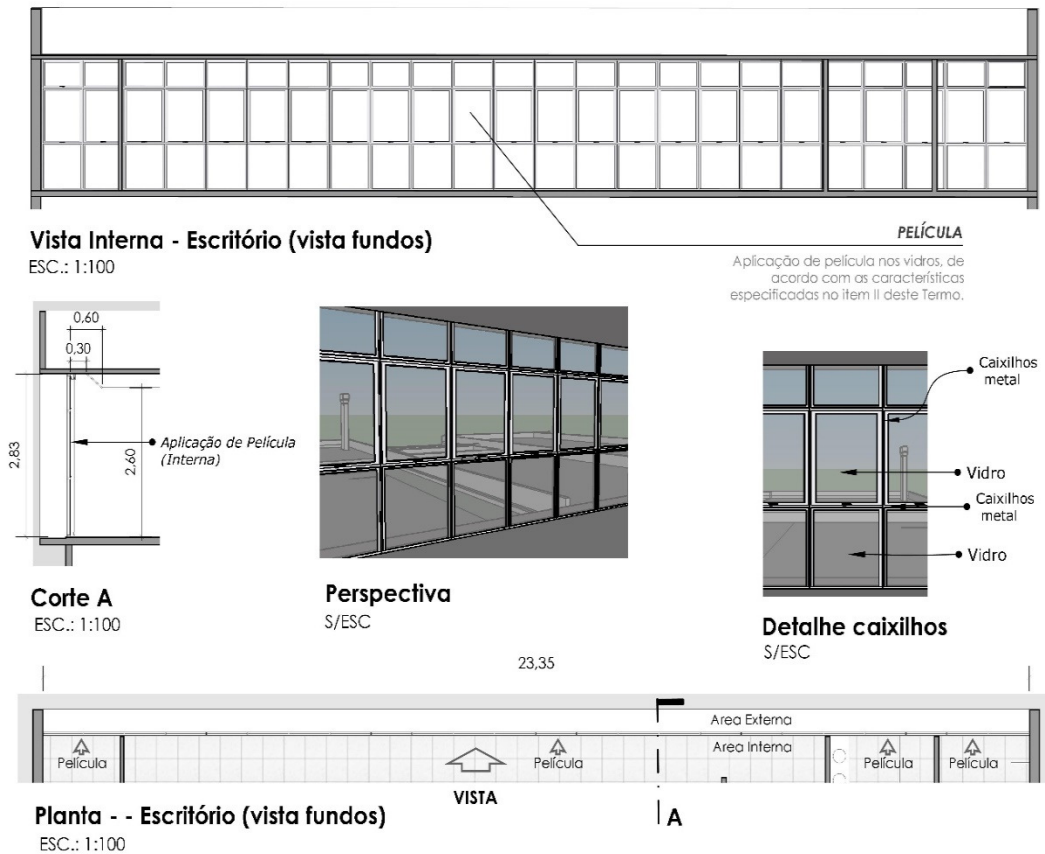 Vista Interna - Escritório (vista fundos)
ESC.: 1:100
PELÍCULA
Aplicação de película nos vidros, de
acordo com as características
especificadas no item II deste Termo.
0,60
0,30
2,83
Aplicação de Película
(Interna)
2,60
Corte A
ESC.: 1:100
Perspectiva
S/ESC
Caixilhos
metal
Vidro
Caixilhos
metal
Vidro
Detalhe caixilhos
S/ESC
23,35
Area Externa
Area Interna
Película
Película
Película
Película
VISTA
A
Planta - - Escritório (vista fundos)
ESC.: 1:100